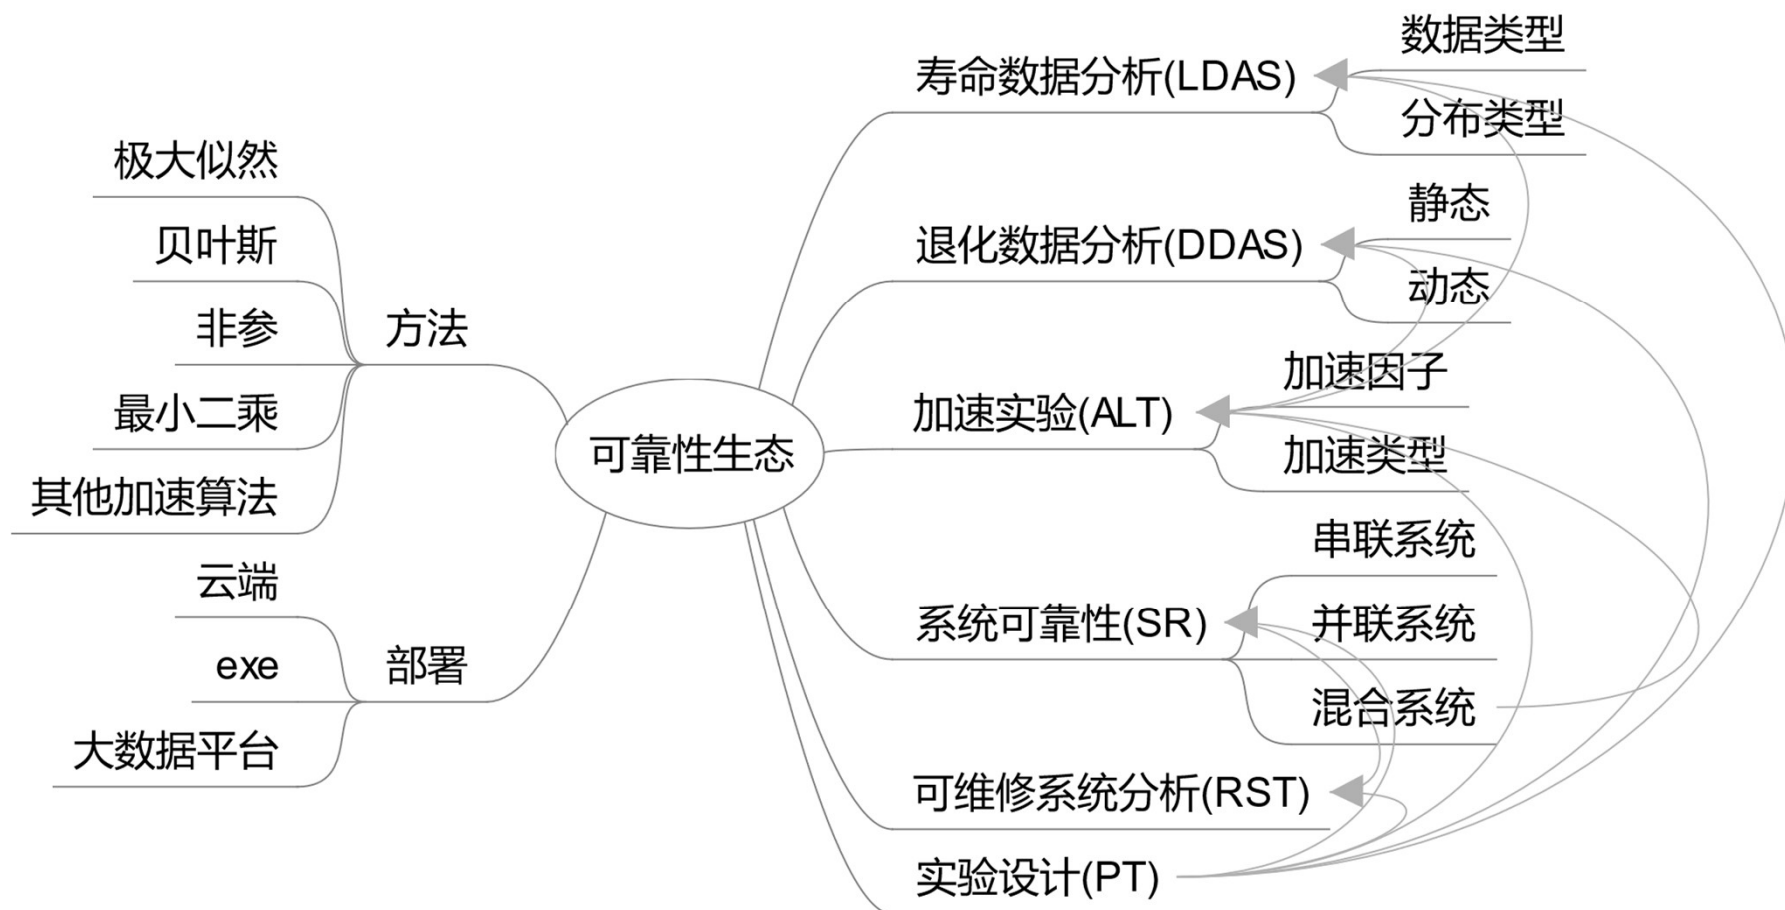 极大似然
贝叶斯
非参
最小二乘
其他加速算法
方法
云端
exe
大数据平台
部署
可靠性生态
寿命数据分析(LDAS)
数据类型
分布类型
退化数据分析(DDAS)
静态
动态
加速实验(ALT)
加速因子
加速类型
系统可靠性(SR)
串联系统
并联系统
混合系统
可维修系统分析(RST)
实验设计(PT)